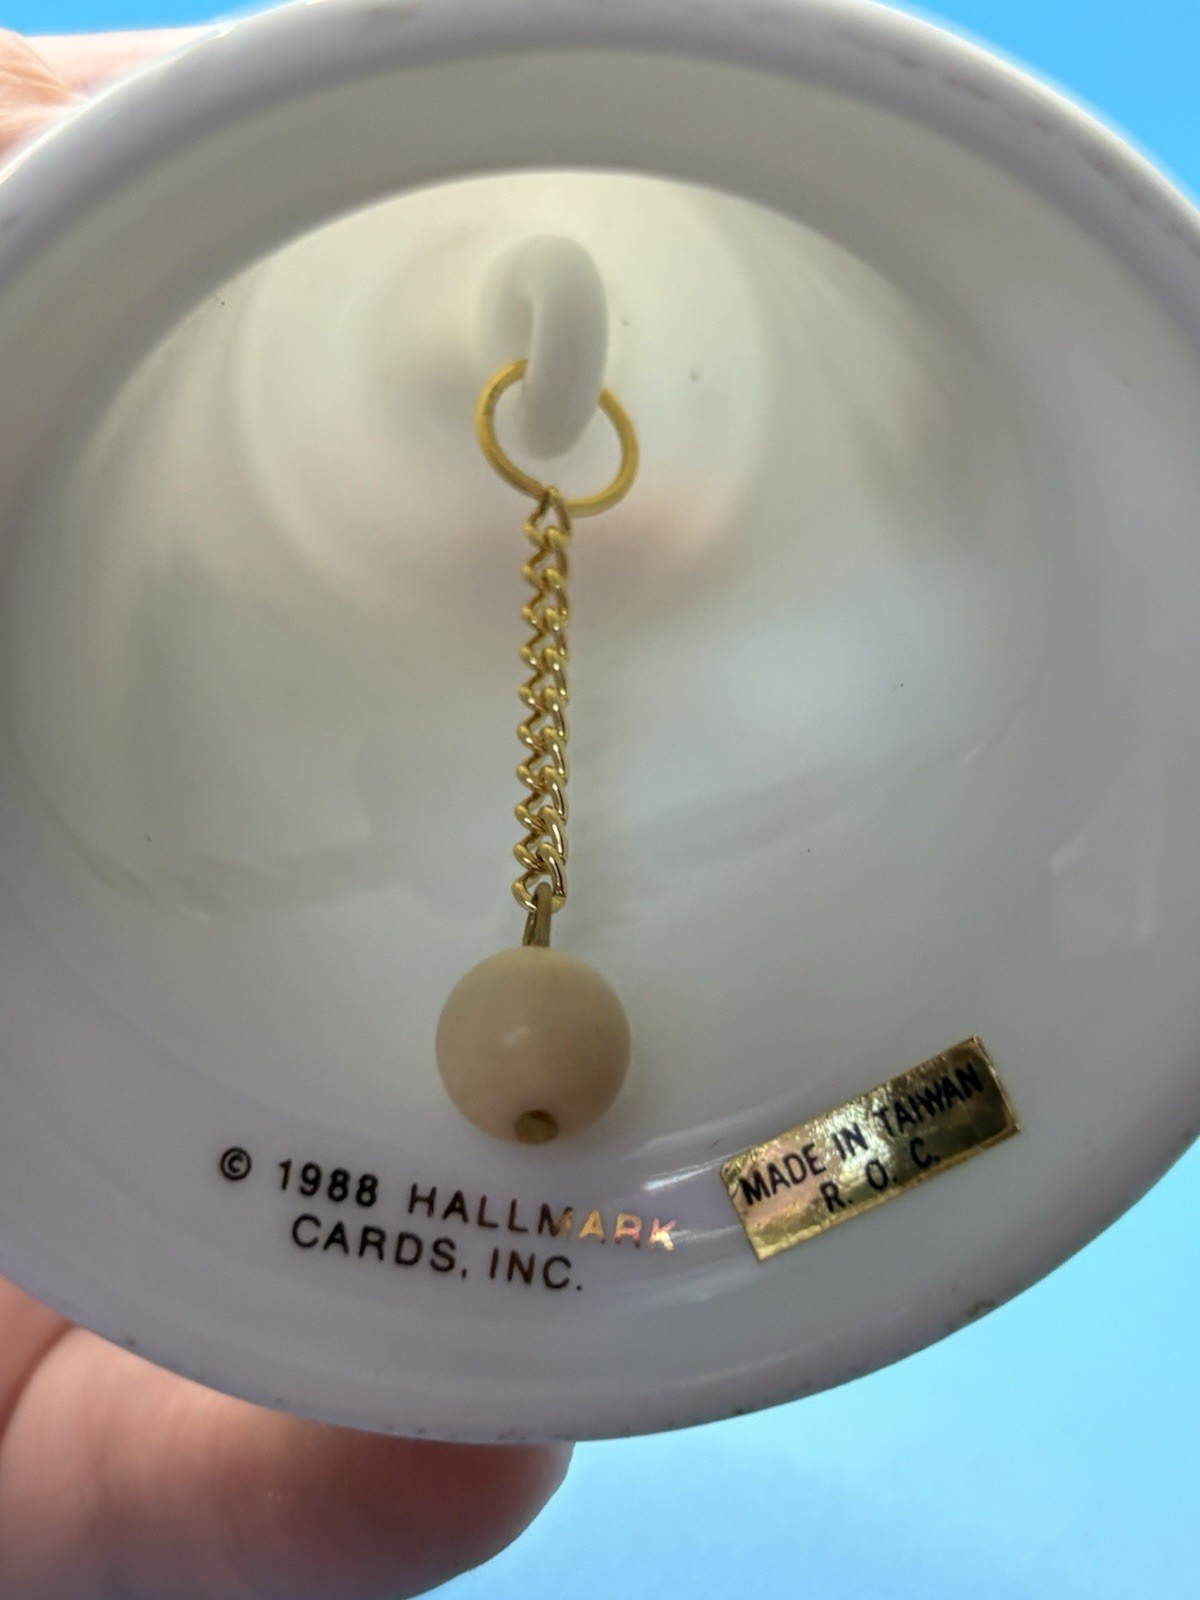 © 1988 HALLMARK
CARDS, INC.
MADE IN TAIWAN
R. O. C.